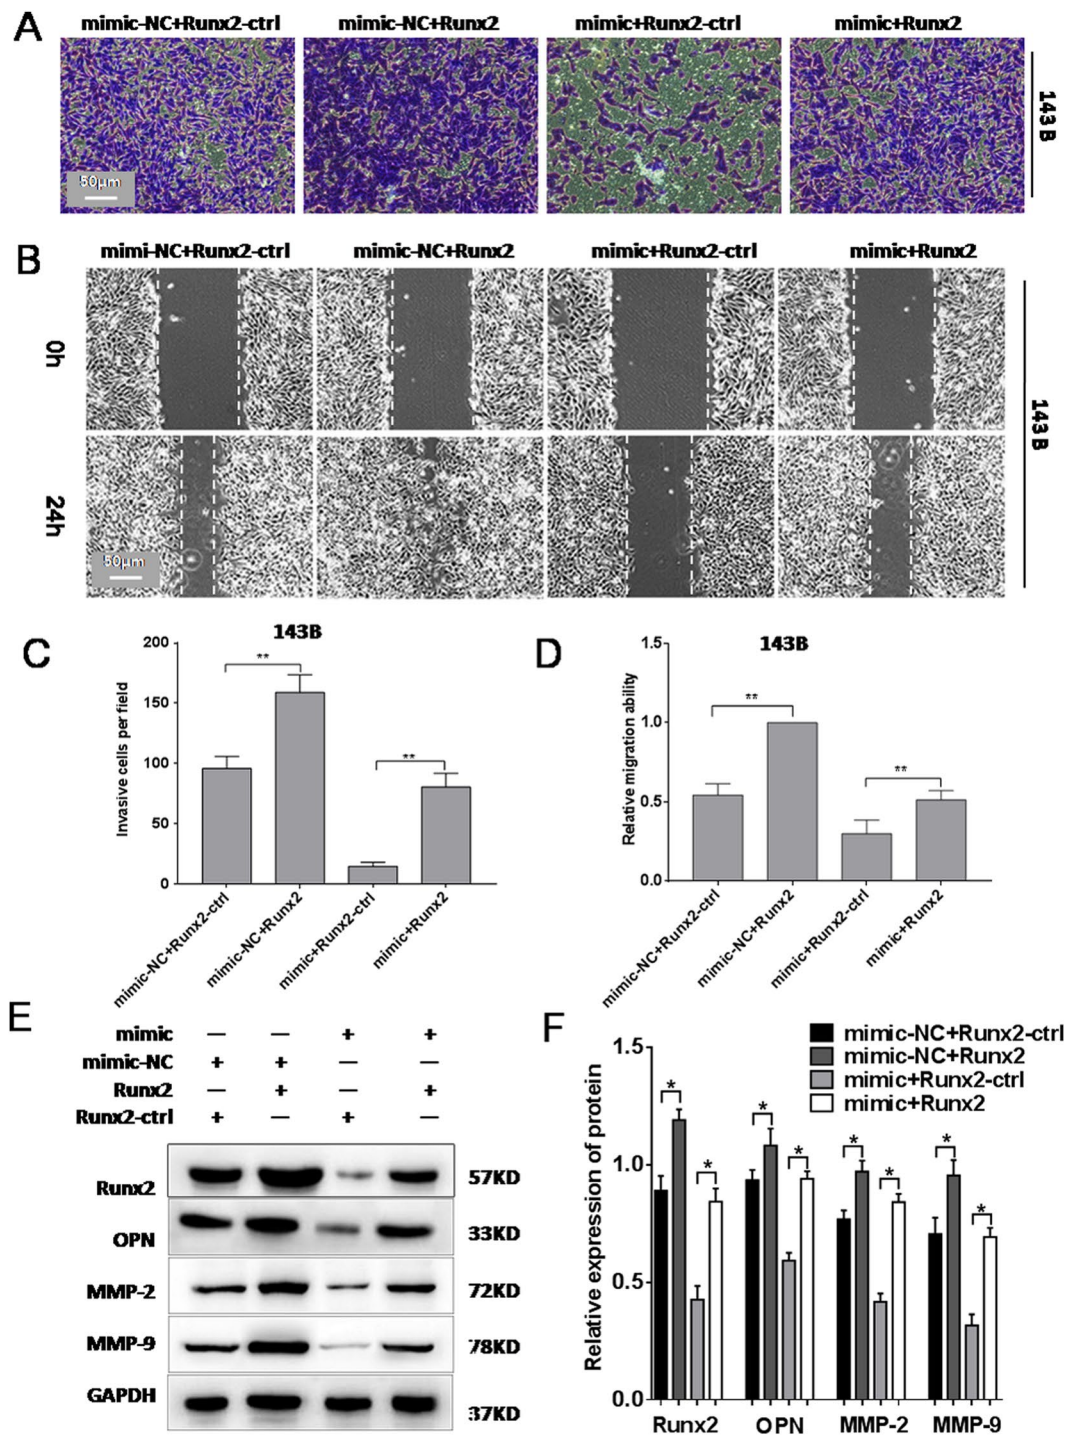 A
mimic-NC+Runx2-ctrl mimic-NC+Runx2 mimic+Runx2-ctrl mimic+Runx2
143B
50μm
B
mimi-NC+Runx2-ctrl mimic-NC+Runx2 mimic+Runx2-ctrl mimic+Runx2
0h
143B
24h
50μm
C
143B
Invasive cells per field
200
150
100
50
0
mimic-NC+Runx2-ctrl
mimic-NC+Runx2
mimic+Runx2-ctrl
mimic+Runx2
** **
D
143B
Relative migration ability
1.5
1.0
0.5
0.0
mimic-NC+Runx2-ctrl
mimic-NC+Runx2
mimic+Runx2-ctrl
mimic+Runx2
** **
E
mimic — — + +
mimic-NC + + — —
Runx2 — + — +
Runx2-ctrl + — + —
Runx2 57KD
OPN 33KD
MMP-2 72KD
MMP-9 78KD
GAPDH 37KD
F
mimic-NC+Runx2-ctrl
mimic-NC+Runx2
mimic+Runx2-ctrl
mimic+Runx2
Relative expression of protein
1.5
1.0
0.5
0.0
* * * * * * * *
Runx2 OPN MMP-2 MMP-9